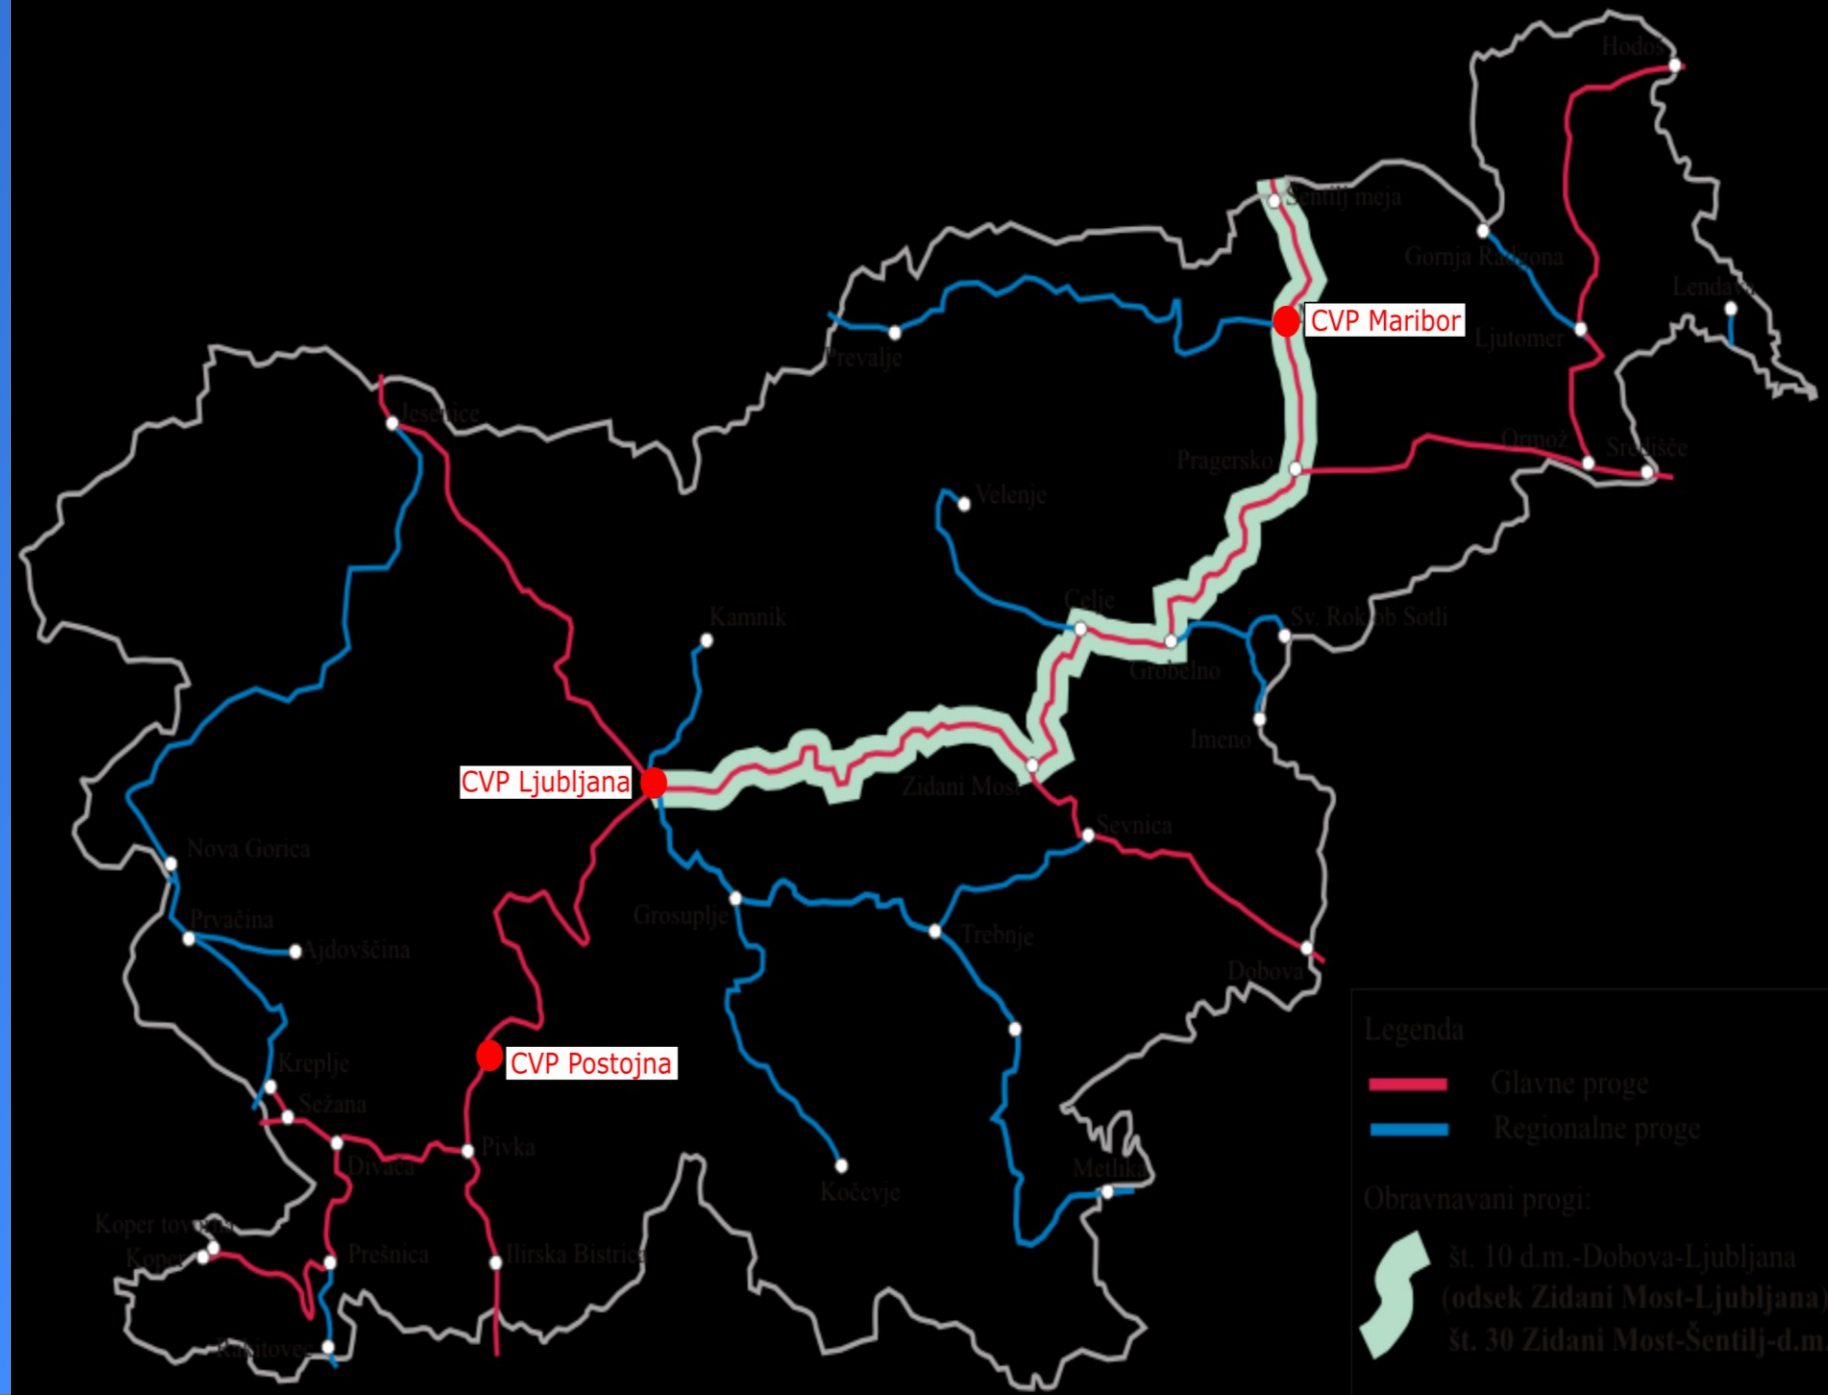 Hodoš
Šentilj meja
Gornja Radgona
Lendava
CVP Maribor
Ljutomer
Prevalje
Jesenice
Ormož
Središče
Pragersko
Velenje
Celje
Kamnik
Sv. Rok ob Sotli
Grobelno
Imeno
CVP Ljubljana
Zidani Most
Sevnica
Nova Gorica
Grosuplje
Prvačina
Trebnje
Ajdovščina
Dobova
CVP Postojna
Kreplje
Sežana
Pivka
Divača
Metlika
Kočevje
Koper tovorna
Koper
Prešnica
Ilirska Bistrica
Rakitovec
Legenda
Glavne proge
Regionalne proge
Obravnavani progi:
št. 10 d.m.-Dobova-Ljubljana
(odsek Zidani Most-Ljubljana)
št. 30 Zidani Most-Šentilj-d.m.